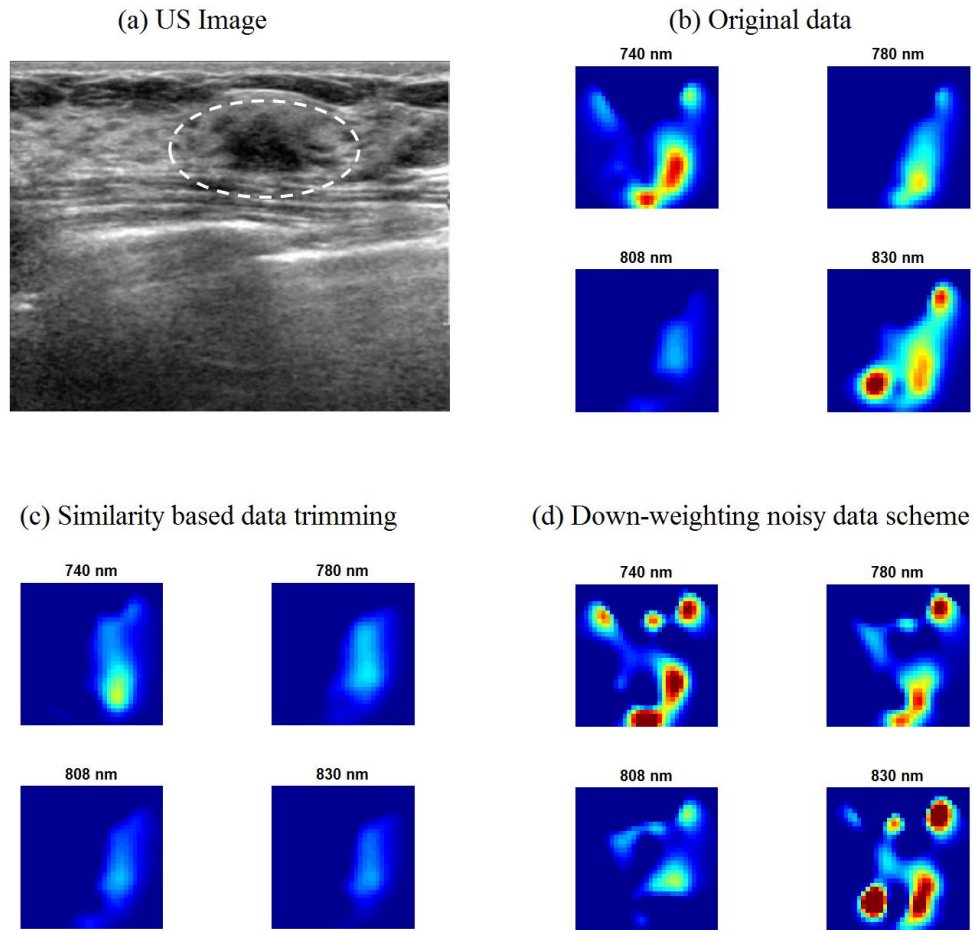 (a) US Image
(b) Original data
740 nm
780 nm
808 nm
830 nm
(c) Similarity based data trimming
740 nm
780 nm
808 nm
830 nm
(d) Down-weighting noisy data scheme
740 nm
780 nm
808 nm
830 nm